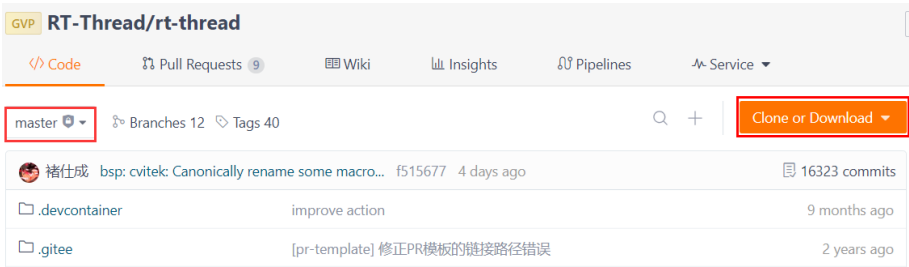 GVP RT-Thread/rt-thread
</> Code Pull Requests 9 Wiki Insights Pipelines Service
master Branches 12 Tags 40 Clone or Download
褚仕成 bsp: cvitek: Canonically rename some macro... f515677 4 days ago 16323 commits
.devcontainer improve action 9 months ago
.gitee [pr-template] 修正PR模板的链接路径错误 2 years ago